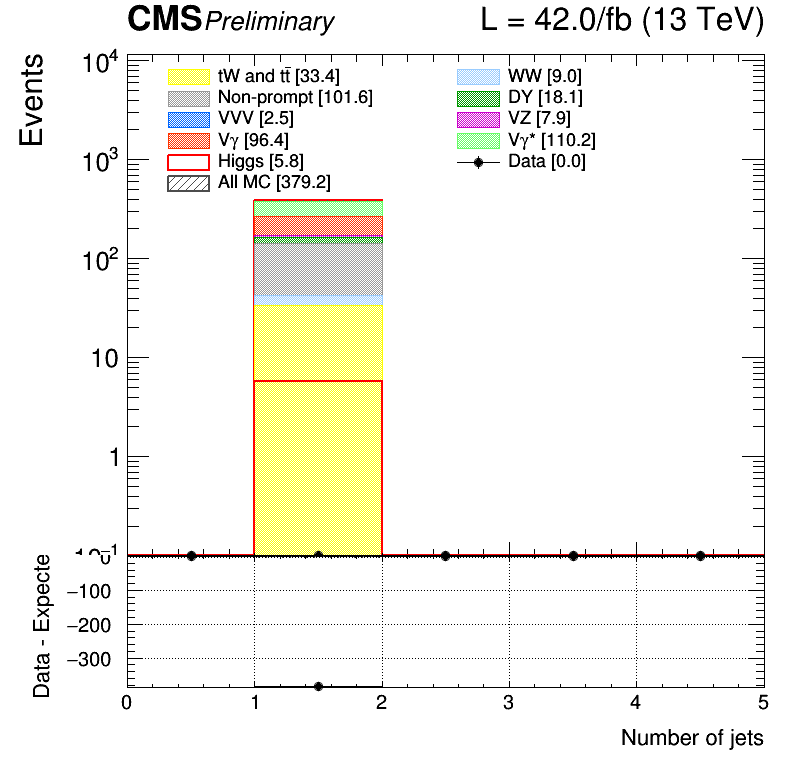 CMS Preliminary L = 42.0/fb (13 TeV)
Events
10⁴
10³
10²
10
1
tW and tt̄ [33.4]
Non-prompt [101.6]
VVV [2.5]
Vγ [96.4]
Higgs [5.8]
All MC [379.2]
WW [9.0]
DY [18.1]
VZ [7.9]
Vγ* [110.2]
Data [0.0]
Data - Expecte
−100
−200
−300
0 1 2 3 4 5
Number of jets